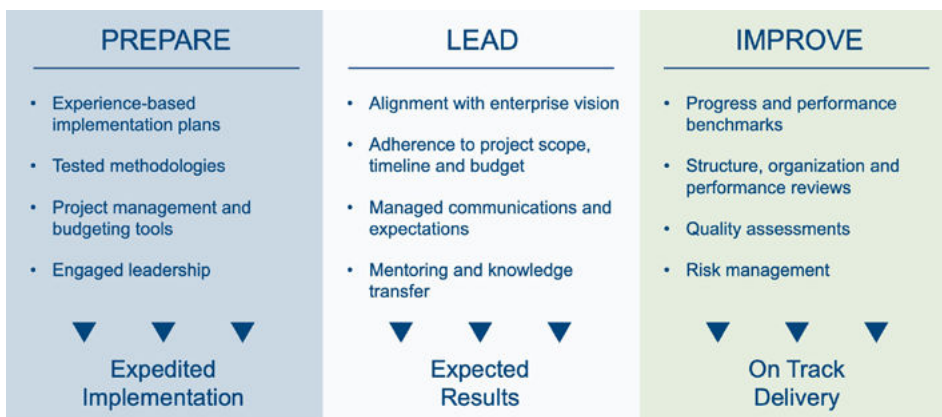 PREPARE
• Experience-based
implementation plans
• Tested methodologies
• Project management and
budgeting tools
• Engaged leadership
Expedited
Implementation
LEAD
• Alignment with enterprise vision
• Adherence to project scope,
timeline and budget
• Managed communications and
expectations
• Mentoring and knowledge
transfer
Expected
Results
IMPROVE
• Progress and performance
benchmarks
• Structure, organization and
performance reviews
• Quality assessments
• Risk management
On Track
Delivery